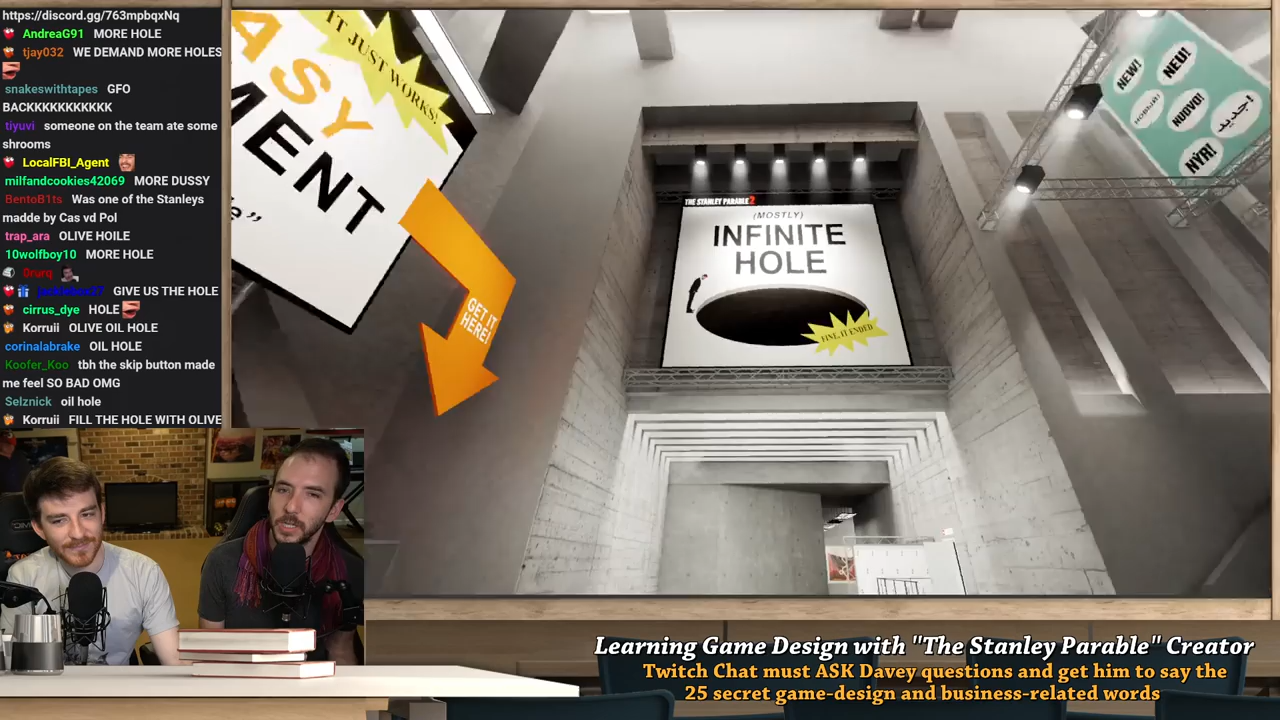 https://discord.gg/763mpbqxNq
AndreaG91 MORE HOLE
tjay032 WE DEMAND MORE HOLES
snakeswithtapes GFO
BACKKKKKKKKKKK
tiyuvi someone on the team ate some
shrooms
LocalFBI_Agent
milfandcookies42069 MORE DUSSY
BentoB1ts Was one of the Stanleys
madde by Cas vd Pol
trap_ara OLIVE HOILE
10wolfboy10 MORE HOLE
0rurq
GIVE US THE HOLE
cirrus_dye HOLE
Korruii OLIVE OIL HOLE
corinalabrake OIL HOLE
Koofer_Koo tbh the skip button made
me feel SO BAD OMG
Selznick oil hole
Korruii FILL THE HOLE WITH OLIVE
IT JUST WORKS!
ASY
MENT
GET IT
HERE!
THE STANLEY PARABLE 2
(MOSTLY)
INFINITE
HOLE
FINE, IT ENDED
NEW!
NEU!
NUOVO!
جديد!
NÝR!
Learning Game Design with "The Stanley Parable" Creator
Twitch Chat must ASK Davey questions and get him to say the
25 secret game-design and business-related words